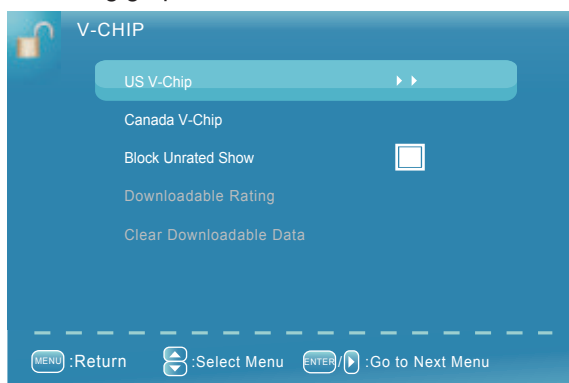 V-CHIP
US V-Chip
Canada V-Chip
Block Unrated Show
Downloadable Rating
Clear Downloadable Data
MENU :Return :Select Menu ENTER / :Go to Next Menu